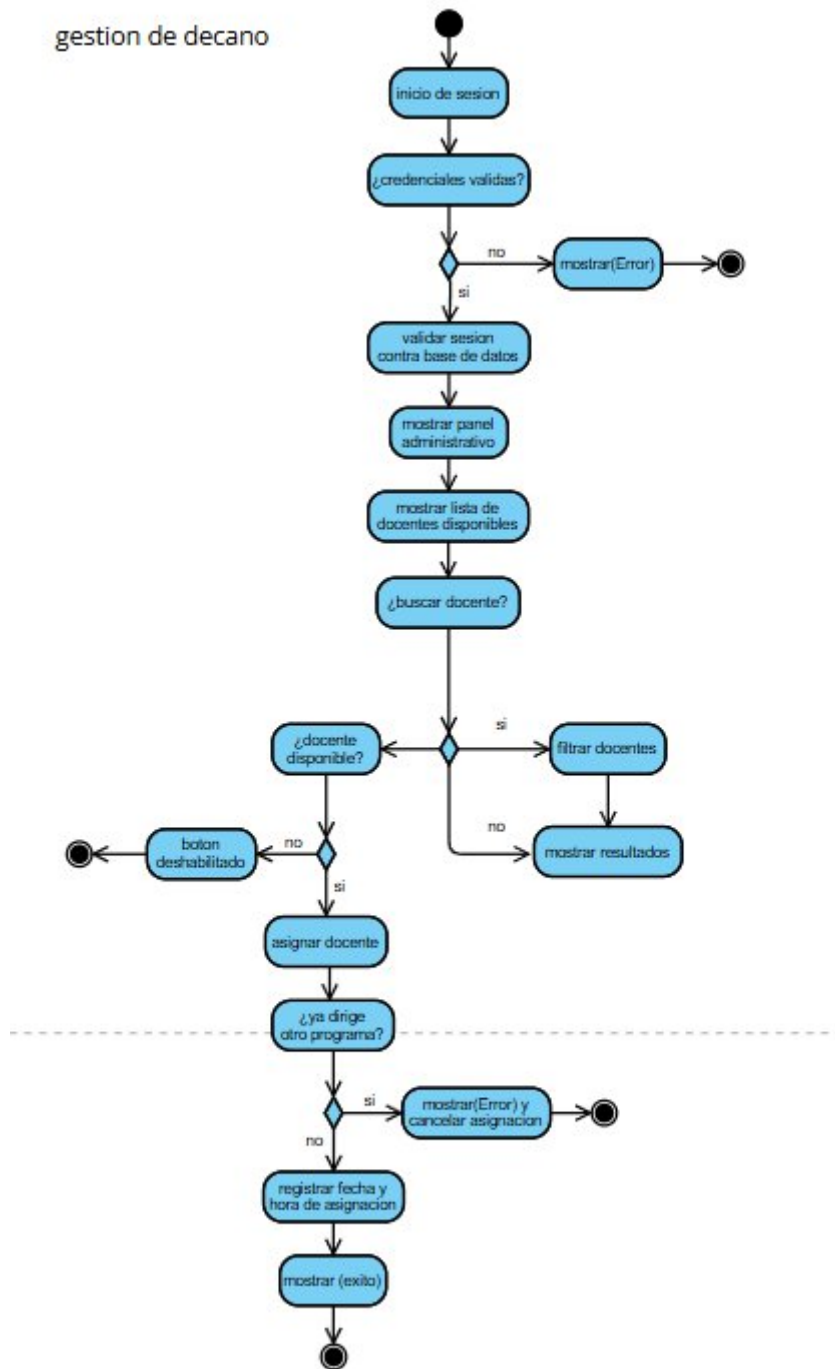 gestion de decano
inicio de sesion
¿credenciales validas?
no
mostrar(Error)
si
validar sesion
contra base de datos
mostrar panel
administrativo
mostrar lista de
docentes disponibles
¿buscar docente?
¿docente
disponible?
si
filtrar docentes
no
mostrar resultados
boton
deshabilitado
no
si
asignar docente
¿ya dirige
otro programa?
si
mostrar(Error) y
cancelar asignacion
no
registrar fecha y
hora de asignacion
mostrar (exito)